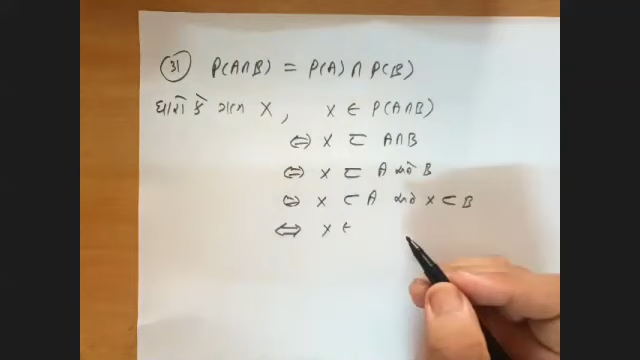 31 P(A∩B) = P(A) ∩ P(B)
ધારો કે ગણ X, X ∈ P(A∩B)
⇔ X ⊂ A∩B
⇔ X ⊂ A અને B
⇔ X ⊂ A અને X ⊂ B
⇔ X ∈